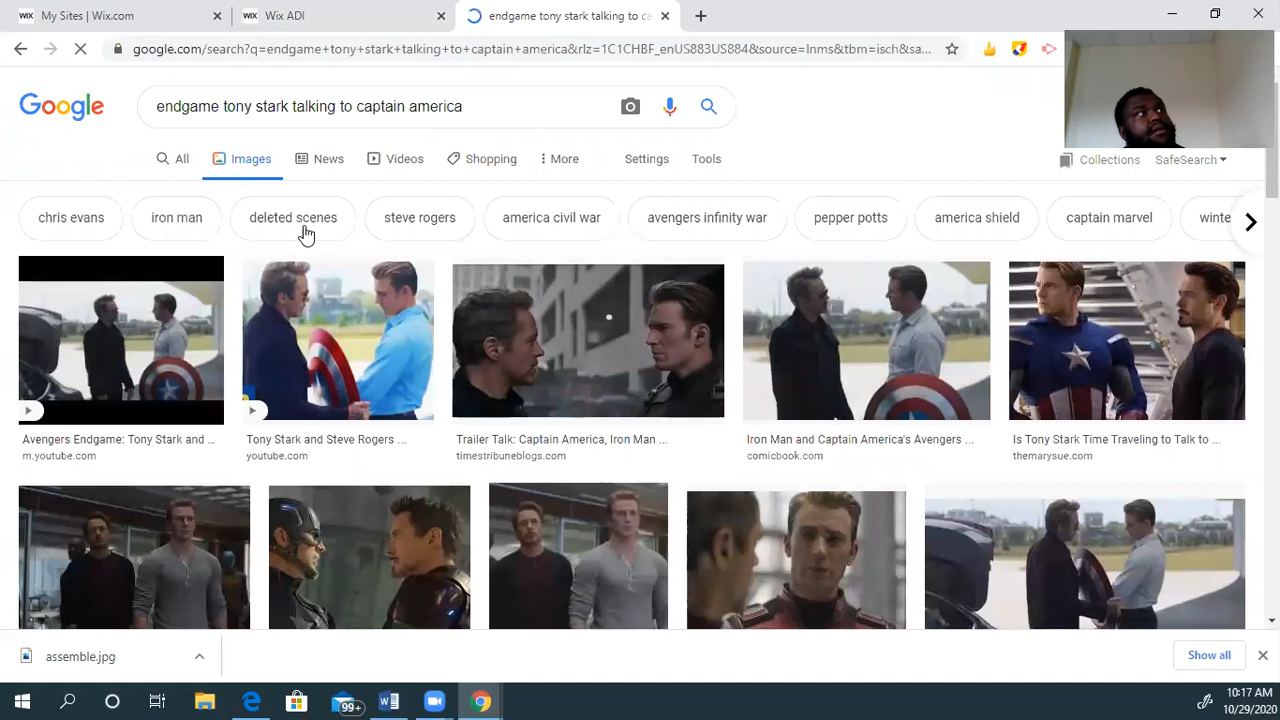 My Sites | Wix.com
Wix ADI
endgame tony stark talking to ca
google.com/search?q=endgame+tony+stark+talking+to+captain+america&rlz=1C1CHBF_enUS883US884&source=lnms&tbm=isch&sa...
Google
endgame tony stark talking to captain america
All
Images
News
Videos
Shopping
More
Settings
Tools
Collections
SafeSearch
chris evans
iron man
deleted scenes
steve rogers
america civil war
avengers infinity war
pepper potts
america shield
captain marvel
winte
Avengers Endgame: Tony Stark and ...
m.youtube.com
Tony Stark and Steve Rogers ...
youtube.com
Trailer Talk: Captain America, Iron Man ...
timestribuneblogs.com
Iron Man and Captain America's Avengers ...
comicbook.com
Is Tony Stark Time Traveling to Talk to ...
themarysue.com
assemble.jpg
Show all
99+
10:17 AM
10/29/2020